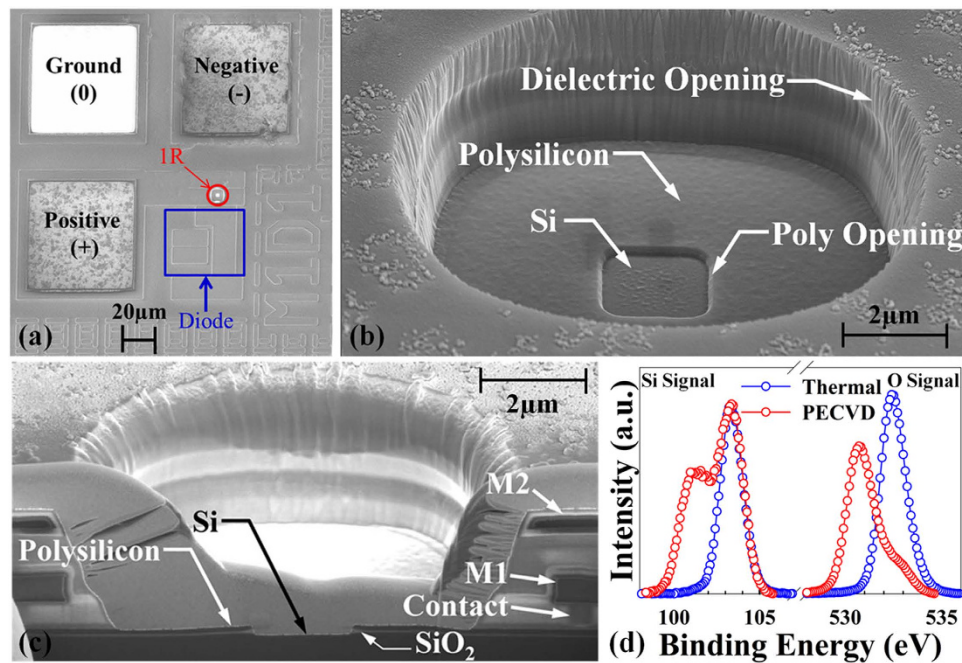 Ground
(0)
Negative
(-)
1R
Positive
(+)
M1D1
20µm
Diode
(a)
Dielectric Opening
Polysilicon
Si
Poly Opening
2µm
(b)
2µm
M2
Si
Polysilicon
M1
Contact
SiO₂
(c)
Si Signal
Thermal
O Signal
PECVD
Intensity (a.u.)
100
105
530
535
Binding Energy (eV)
(d)